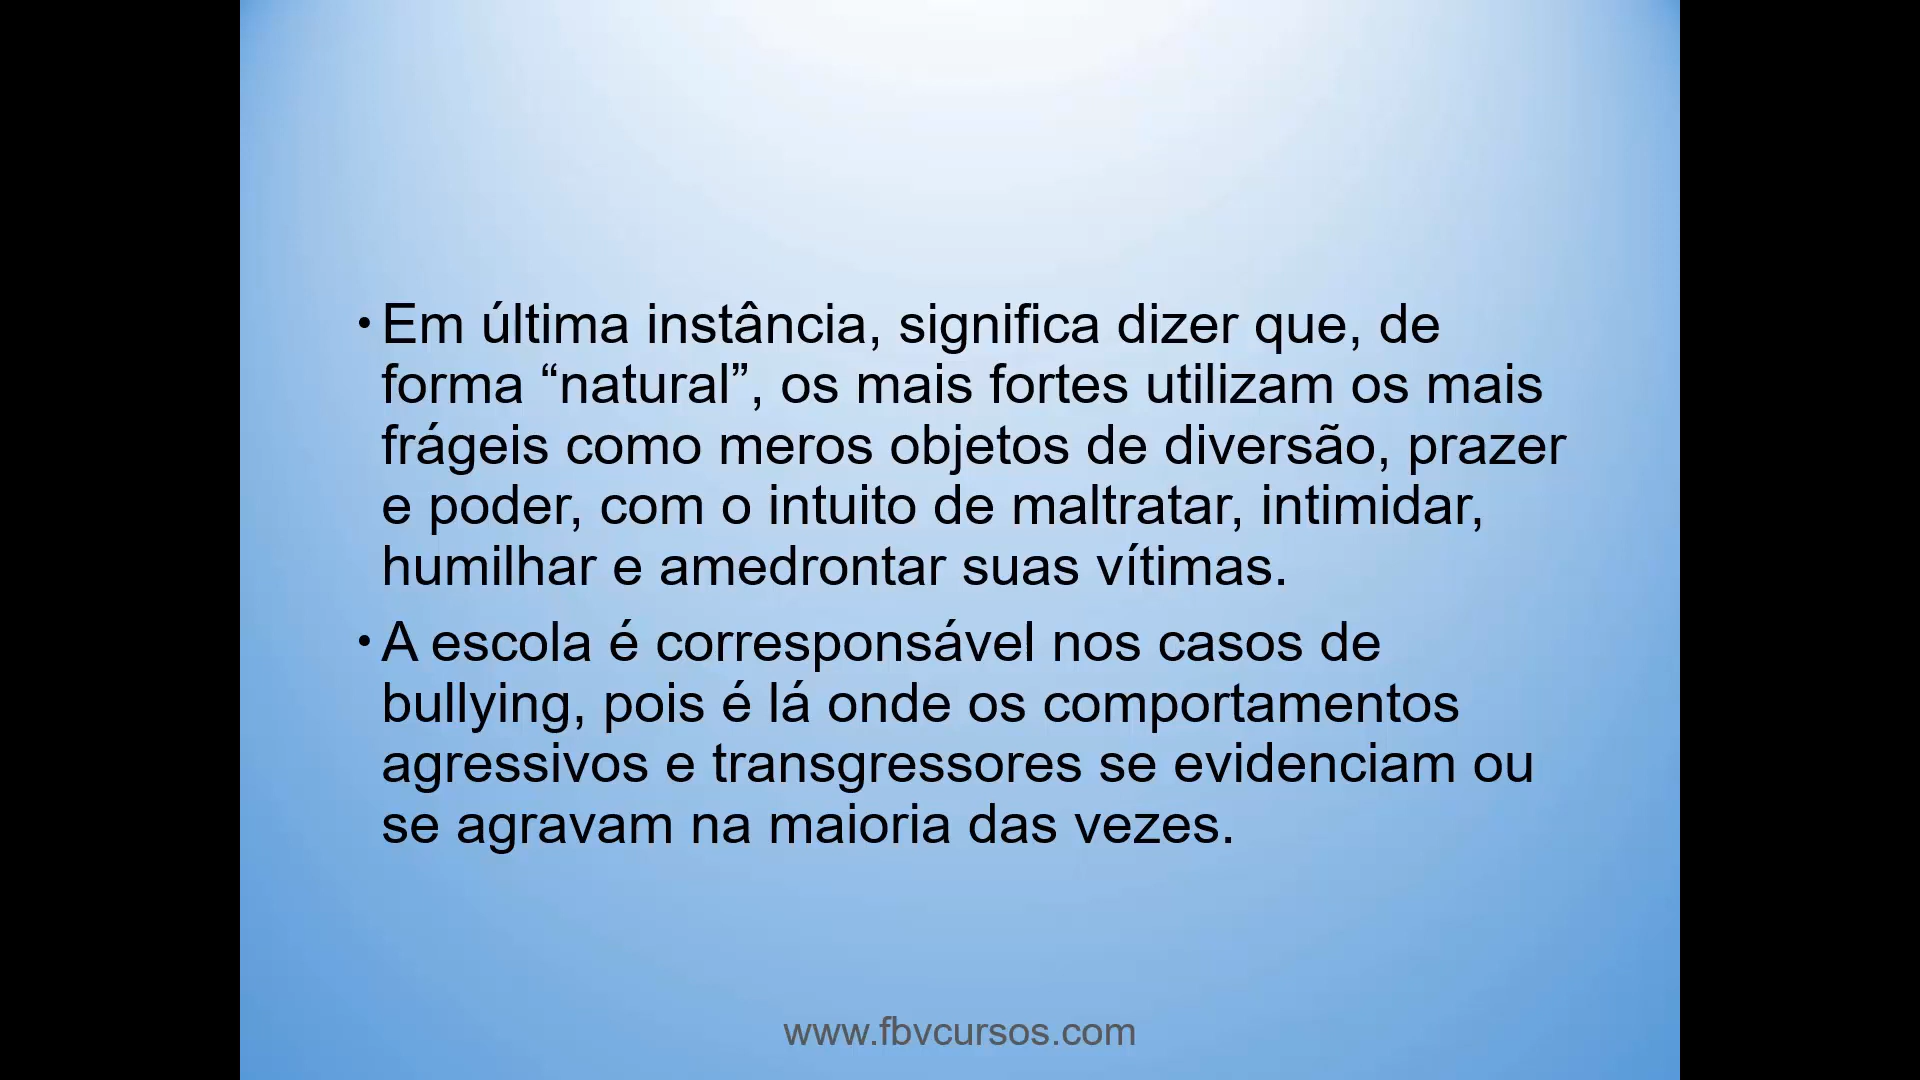 • Em última instância, significa dizer que, de
forma “natural”, os mais fortes utilizam os mais
frágeis como meros objetos de diversão, prazer
e poder, com o intuito de maltratar, intimidar,
humilhar e amedrontar suas vítimas.
• A escola é corresponsável nos casos de
bullying, pois é lá onde os comportamentos
agressivos e transgressores se evidenciam ou
se agravam na maioria das vezes.
www.fbvcursos.com